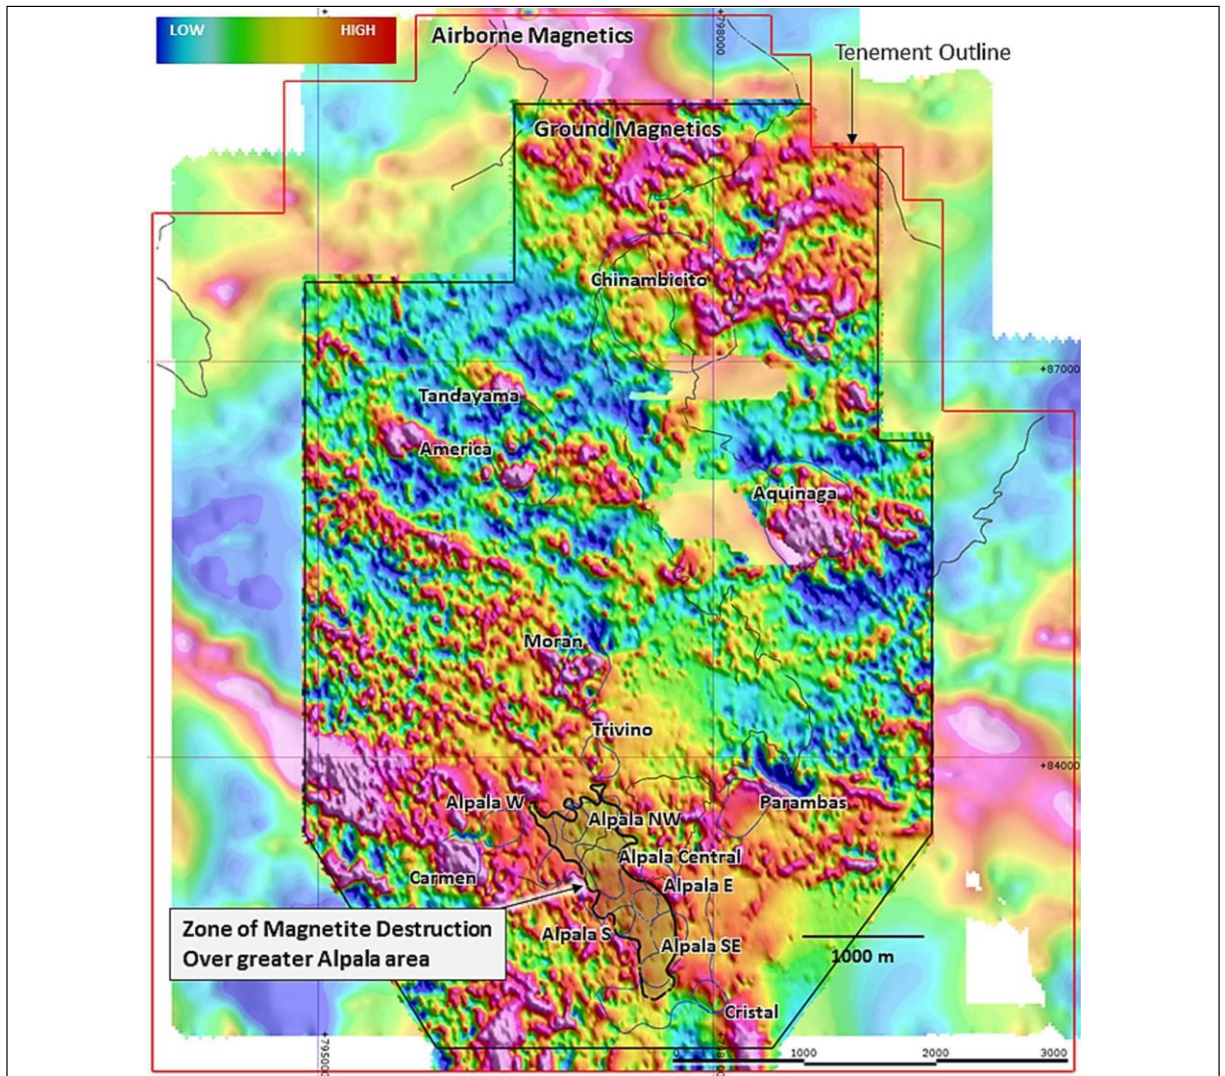 LOW
HIGH
Airborne Magnetics
+798000
Tenement Outline
Ground Magnetics
Chinambicito
+87000
Tandayama
America
Aquinaga
Moran
Trivino
+84000
Alpala W
Parambas
Alpala NW
Alpala Central
Carmen
Alpala E
Zone of Magnetite Destruction
Over greater Alpala area
Alpala S
Alpala SE
1000 m
Cristal
+795000
0
1000
2000
3000